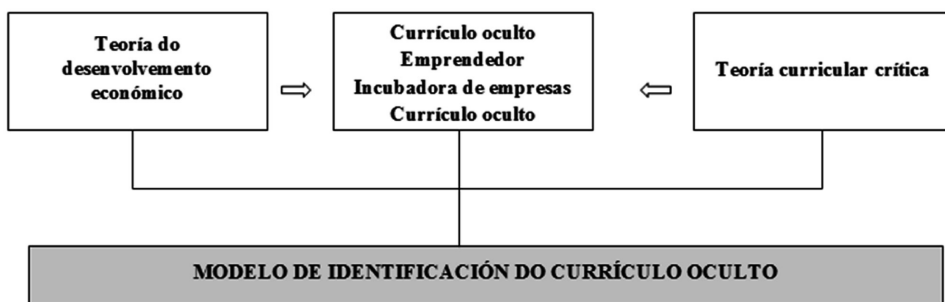 Teoría do
desenvolvemento
económico
Currículo oculto
Emprendedor
Incubadora de empresas
Currículo oculto
Teoría curricular crítica
MODELO DE IDENTIFICACIÓN DO CURRÍCULO OCULTO